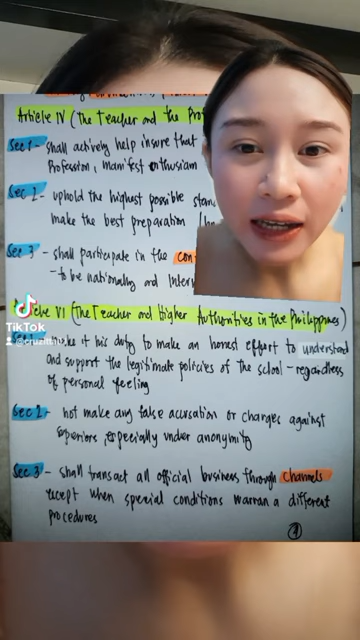 Article IV (The Teacher and the Pro
Sec 1 - shall actively help insure that
Profession, manifest enthusiasm
Sec 2 - uphold the highest possible stan
make the best preparation
Sec 3 - shall participate in the con
- to be nationally and Inter
cle VI (The Teacher and Higher Authorities in the Philippines)
TikTok
make it his duty to make an honest effort to understand
and support the legitimate policies of the school - regardless
of personal feeling
Sec 2 - not make any false accusation or charges against
superiors, especially under anonymity
Sec 3 - shall transact all official business through Channels
except when special conditions warran a different
procedures
4